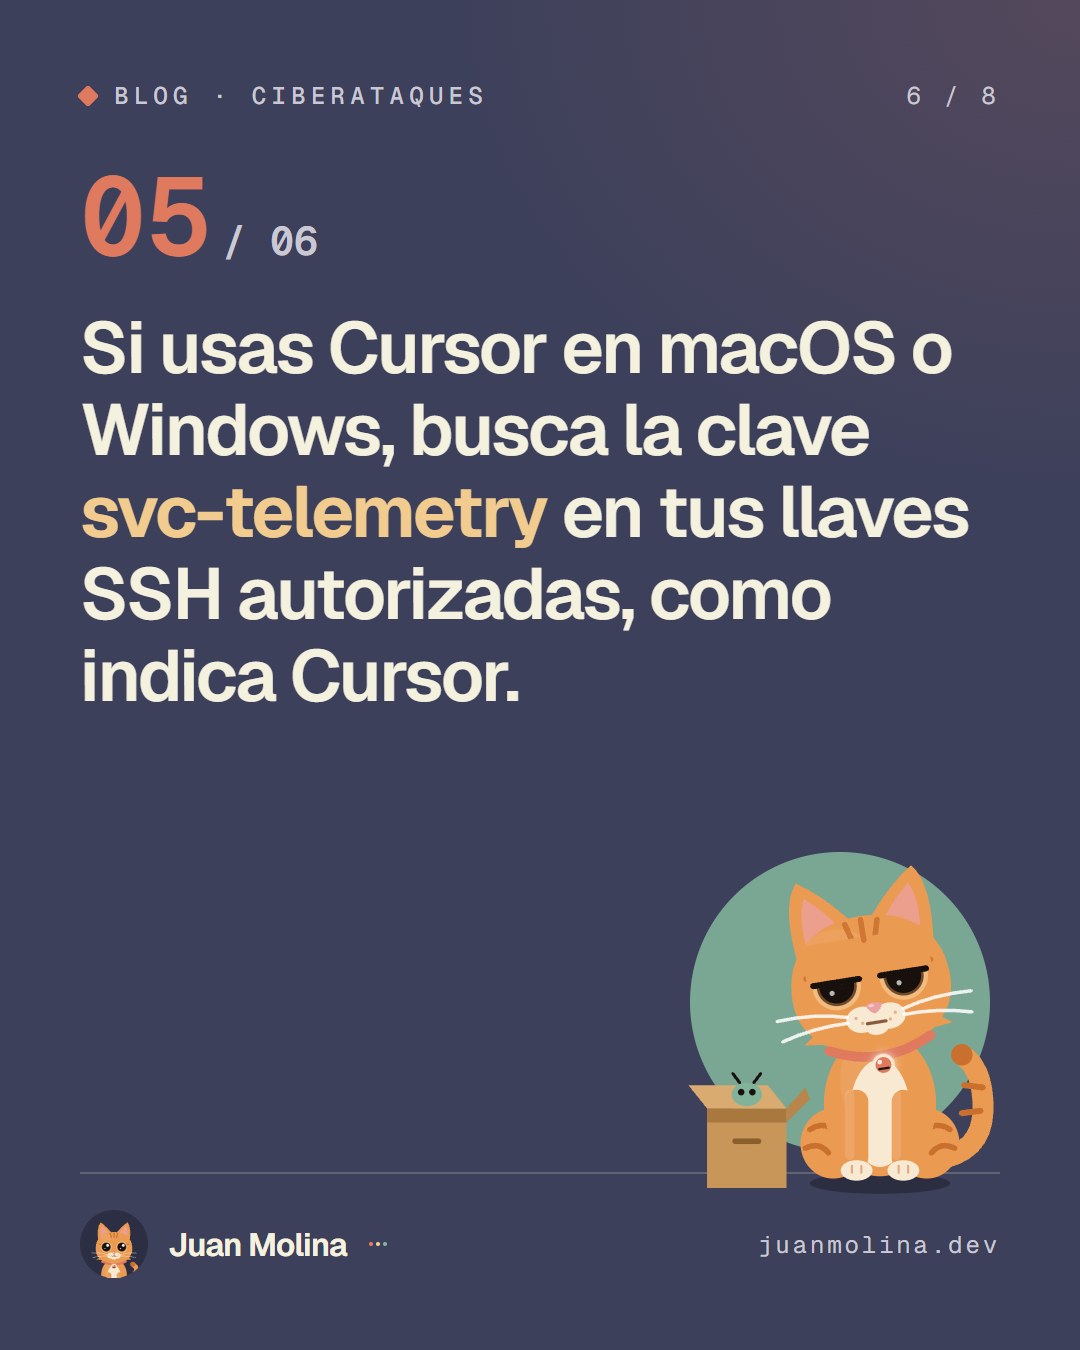 BLOG · CIBERATAQUES
6 / 8
05 / 06
Si usas Cursor en macOS o
Windows, busca la clave
svc-telemetry en tus llaves
SSH autorizadas, como
indica Cursor.
Juan Molina
juanmolina.dev